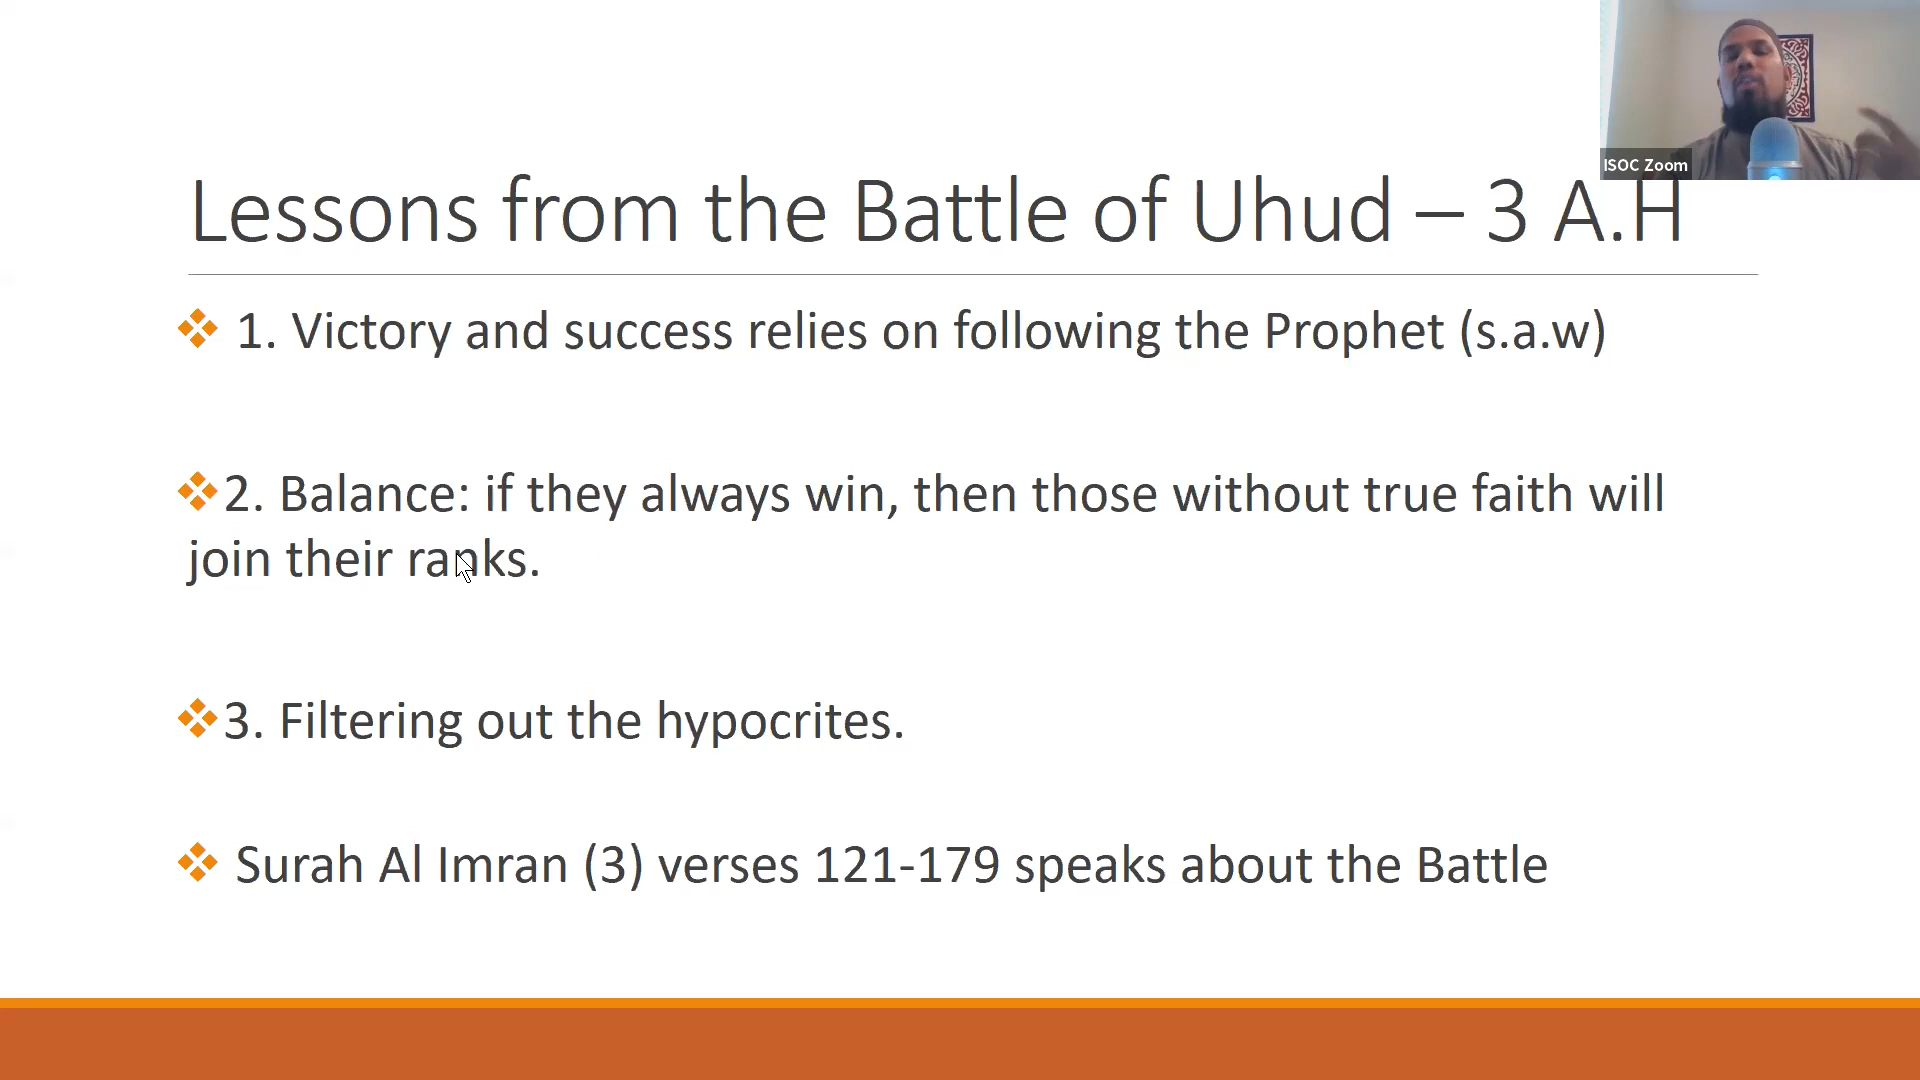 ISOC Zoom
Lessons from the Battle of Uhud – 3 A.H
1. Victory and success relies on following the Prophet (s.a.w)
2. Balance: if they always win, then those without true faith will
join their ranks.
3. Filtering out the hypocrites.
Surah Al Imran (3) verses 121-179 speaks about the Battle